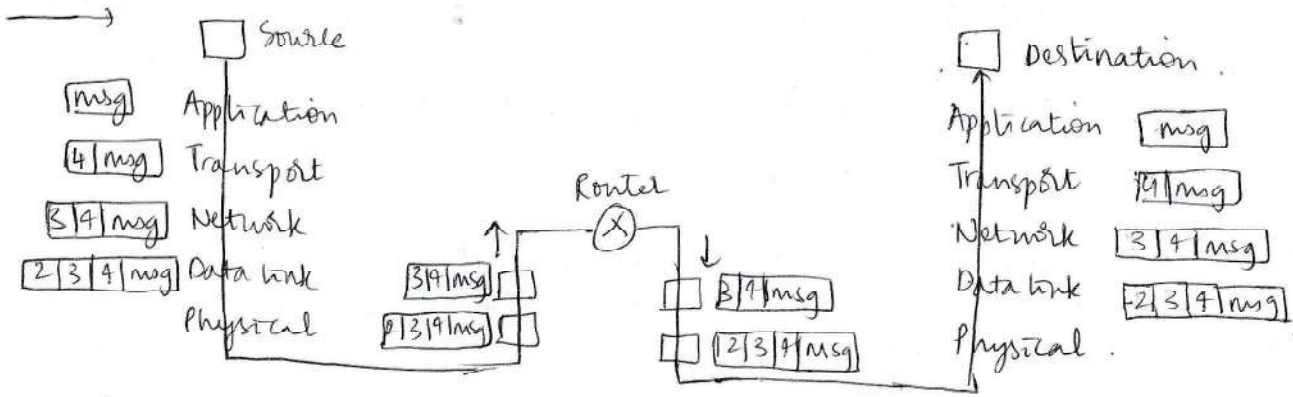 Source
msg Application
4 msg Transport
3 4 msg Network
2 3 4 msg Data link
Physical
Router
X
3 4 msg
2 3 4 msg
3 4 msg
2 3 4 msg
Destination.
Application msg
Transport 4 msg
Network 3 4 msg
Data link 2 3 4 msg
Physical.